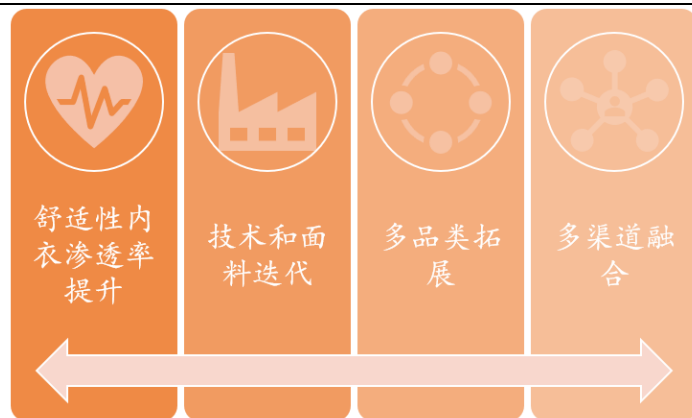 舒适性内
衣渗透率
提升
技术和面
料迭代
多品类拓
展
多渠道融
合